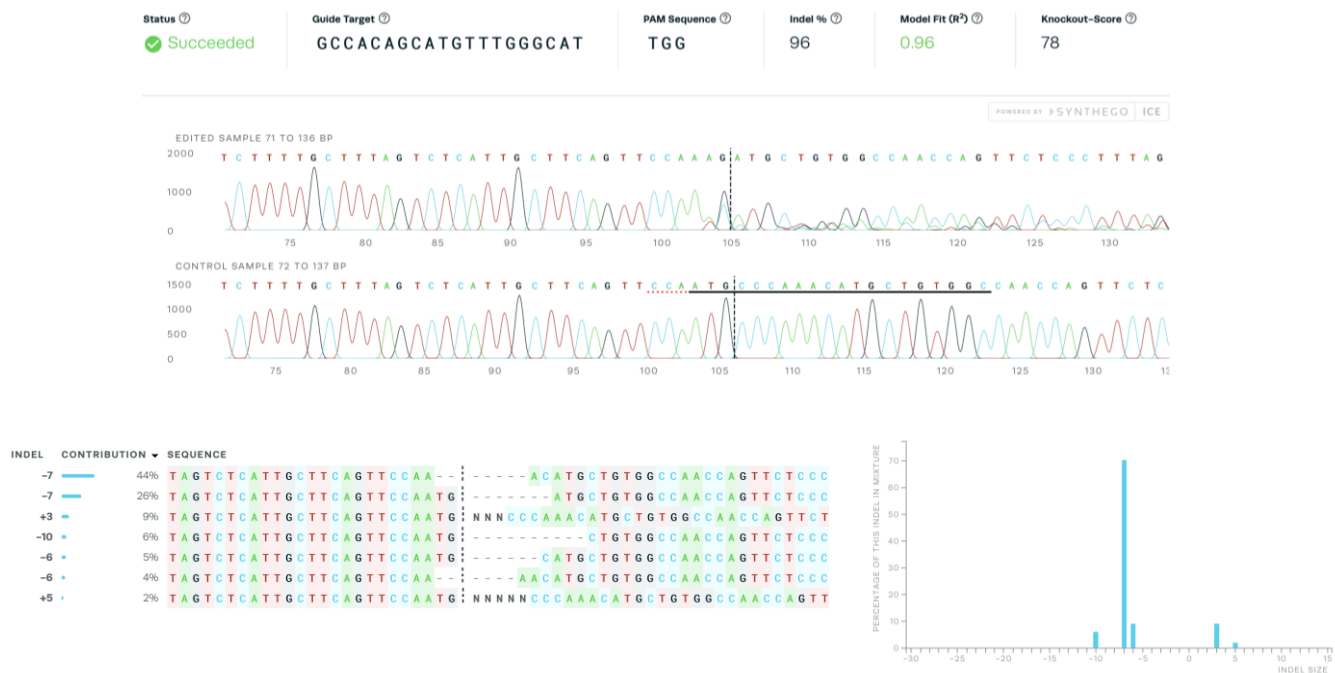 Status ? Guide Target ? PAM Sequence ? Indel % ? Model Fit (R²) ? Knockout-Score ?
Succeeded GCCACAGCATGTTTGGGCAT TGG 96 0.96 78
POWERED BY SYNTHEGO ICE
EDITED SAMPLE 71 TO 136 BP
2000 T C T T T T G C T T T A G T C T C A T T G C T T C A G T T C C A A A G A T G C T G T G G C C A A C C A G T T C T C C C T T T A G
1000
0
75 80 85 90 95 100 105 110 115 120 125 130
CONTROL SAMPLE 72 TO 137 BP
1500 T C T T T T G C T T T A G T C T C A T T G C T T C A G T T C C A A T G C C C A A A C A T G C T G T G G C C A A C C A G T T C T C
1000
500
0
75 80 85 90 95 100 105 110 115 120 125 130 13
INDEL CONTRIBUTION SEQUENCE
-7 44% TAGTCTCATTGCTTCAGTTCCAA-------ACATGCTGTGGCCAACCAGTTCTCCC
-7 26% TAGTCTCATTGCTTCAGTTCCAATG-------ATGCTGTGGCCAACCAGTTCTCCC
+3 9% TAGTCTCATTGCTTCAGTTCCAATGNNNCCCAAACATGCTGTGGCCAACCAGTTCT
-10 6% TAGTCTCATTGCTTCAGTTCCAATG----------CTGTGGCCAACCAGTTCTCCC
-6 5% TAGTCTCATTGCTTCAGTTCCAATG------CATGCTGTGGCCAACCAGTTCTCCC
-6 4% TAGTCTCATTGCTTCAGTTCCAA------AACATGCTGTGGCCAACCAGTTCTCCC
+5 2% TAGTCTCATTGCTTCAGTTCCAATGNNNNNCCCAAACATGCTGTGGCCAACCAGTT
PERCENTAGE OF THIS INDEL IN MIXTURE
70
60
50
40
30
20
10
0
-30 -25 -20 -15 -10 -5 0 5 10 15
INDEL SIZE